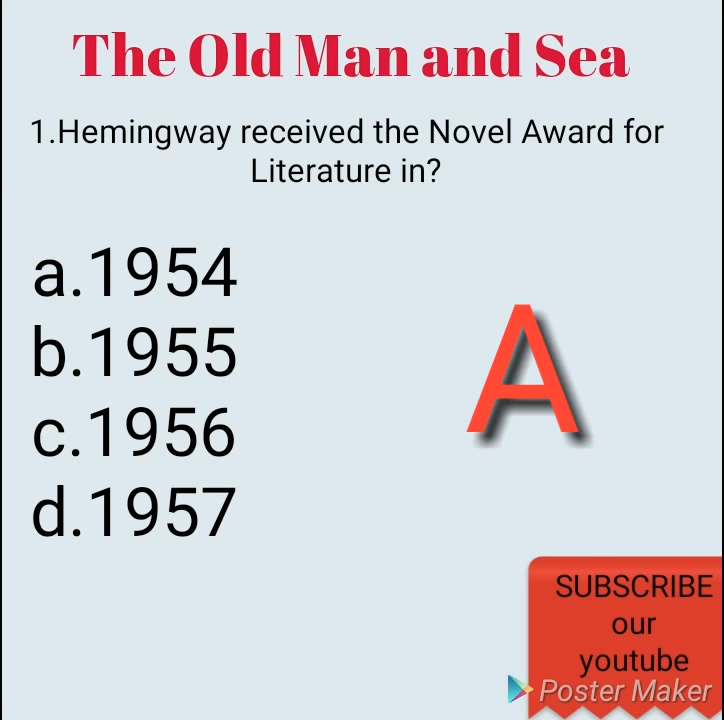 The Old Man and Sea
1.Hemingway received the Novel Award for
Literature in?
a.1954
b.1955
c.1956
d.1957
A
SUBSCRIBE
our
youtube
Poster Maker